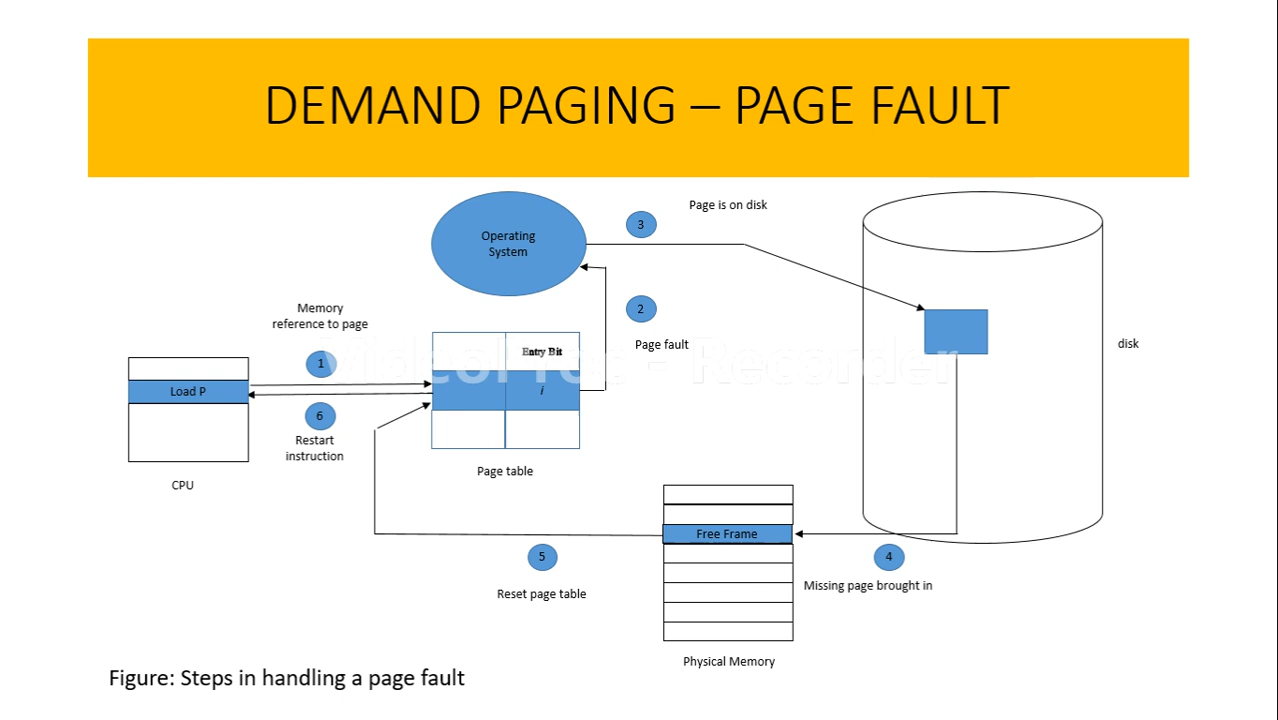 DEMAND PAGING – PAGE FAULT
Page is on disk
3
Operating
System
2
Page fault
Memory
reference to page
1
Entry Bit
disk
Load P
i
6
Restart
instruction
Page table
CPU
Free Frame
5
4
Reset page table
Missing page brought in
Physical Memory
Figure: Steps in handling a page fault
VideoProc - Recorder